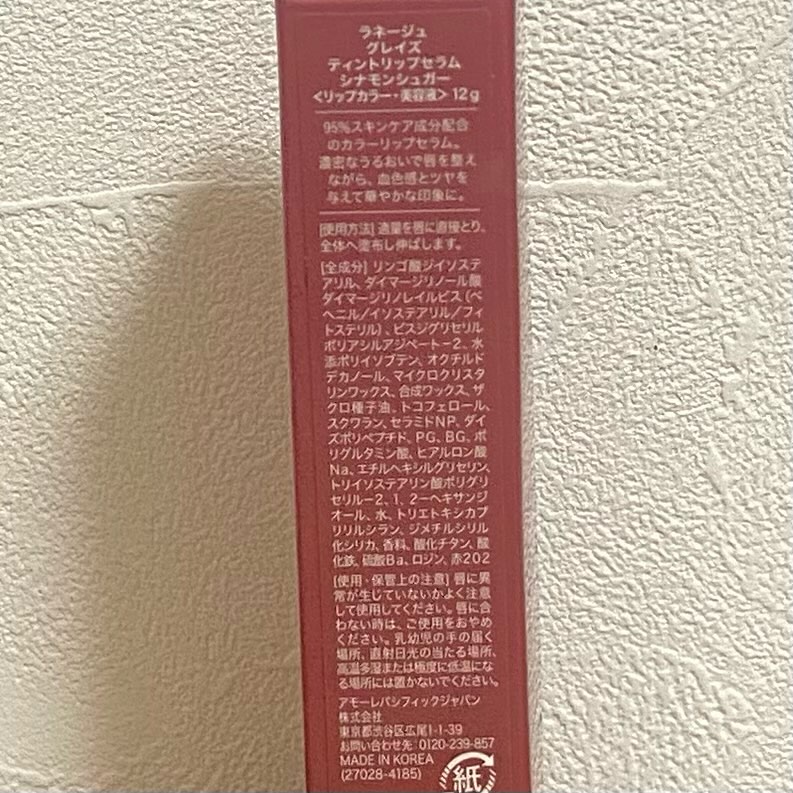 ラネージュ
グレイズ
ティントリップセラム
シナモンシュガー
<リップカラー・美容液> 12g
95%スキンケア成分配合
のカラーリップセラム。
濃密なうるおいで唇を整え
ながら、血色感とツヤを
与えて華やかな印象に。
[使用方法] 適量を唇に直接とり、
全体へ塗布し伸ばします。
[全成分] リンゴ酸ジイソステ
アリル、ダイマージリノール酸
ダイマージリノレイルビス(ベ
ヘニル/イソステアリル/フィ
トステリル)、ビスジグリセリル
ポリアシルアジペート-2、水
添ポリイソブテン、オクチルド
デカノール、マイクロクリスタ
リンワックス、合成ワックス、ザ
クロ種子油、トコフェロール、
スクワラン、セラミドNP、ダイ
ズポリペプチド、PG、BG、ポ
リグルタミン酸、ヒアルロン酸
Na、エチルヘキシルグリセリン、
トリイソステアリン酸ポリグリ
セリル-2、1、2-ヘキサンジ
オール、水、トリエトキシカプ
リリルシラン、ジメチルシリル
化シリカ、香料、酸化チタン、酸
化鉄、硫酸Ba、ロジン、赤202
[使用・保管上の注意] 唇に異
常が生じていないかよく注意
して使用してください。唇に合
わない時は、ご使用をおやめ
ください。乳幼児の手の届く
場所、直射日光の当たる場所、
高温多湿または極度に低温にな
る場所には置かないでください。
アモーレパシフィックジャパン
株式会社
東京都渋谷区広尾1-1-39
お問い合わせ先 0120-239-857
MADE IN KOREA
(27028-4185)
紙